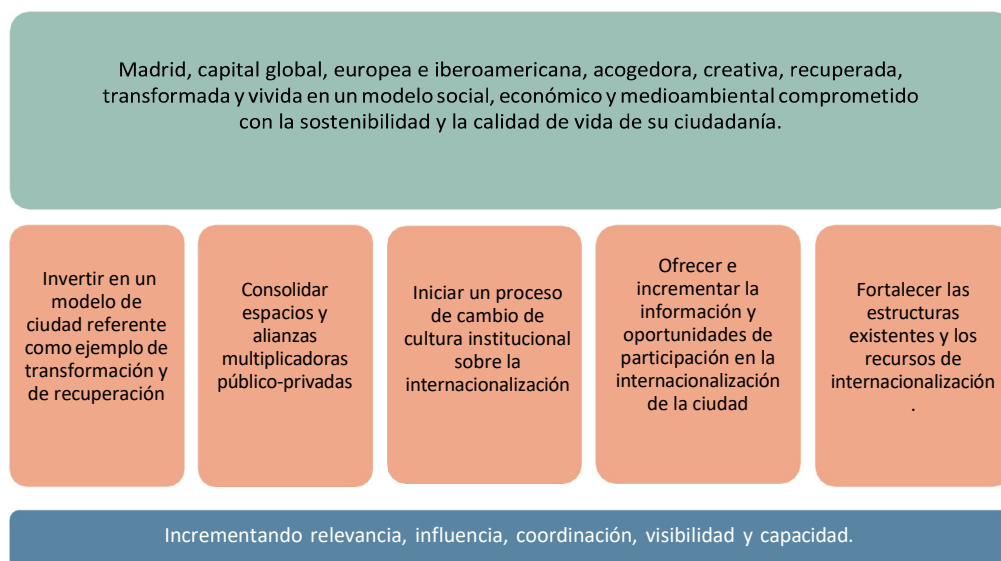 Madrid, capital global, europea e iberoamericana, acogedora, creativa, recuperada,
transformada y vivida en un modelo social, económico y medioambiental comprometido
con la sostenibilidad y la calidad de vida de su ciudadanía.
Invertir en un
modelo de
ciudad referente
como ejemplo de
transformación y
de recuperación
Consolidar
espacios y
alianzas
multiplicadoras
público-privadas
Iniciar un proceso
de cambio de
cultura institucional
sobre la
internacionalización
Ofrecer e
incrementar la
información y
oportunidades de
participación en la
internacionalización
de la ciudad
Fortalecer las
estructuras
existentes y los
recursos de
internacionalización
.
Incrementando relevancia, influencia, coordinación, visibilidad y capacidad.